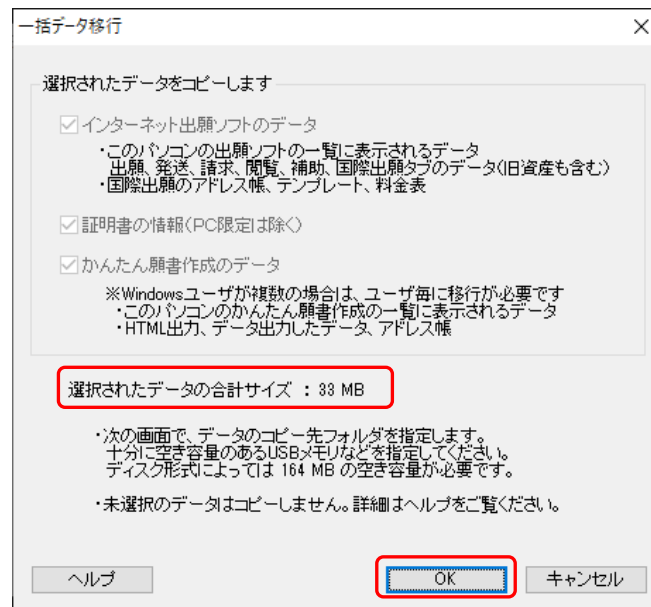 一括データ移行
選択されたデータをコピーします
インターネット出願ソフトのデータ
・このパソコンの出願ソフトの一覧に表示されるデータ
出願、発送、請求、閲覧、補助、国際出願タブのデータ(旧資産も含む)
・国際出願のアドレス帳、テンプレート、料金表
証明書の情報(PC限定は除く)
かんたん願書作成のデータ
※Windowsユーザが複数の場合は、ユーザ毎に移行が必要です
・このパソコンのかんたん願書作成の一覧に表示されるデータ
・HTML出力、データ出力したデータ、アドレス帳
選択されたデータの合計サイズ : 33 MB
・次の画面で、データのコピー先フォルダを指定します。
十分に空き容量のあるUSBメモリなどを指定してください。
ディスク形式によっては 164 MB の空き容量が必要です。
・未選択のデータはコピーしません。詳細はヘルプをご覧ください。
ヘルプ OK キャンセル